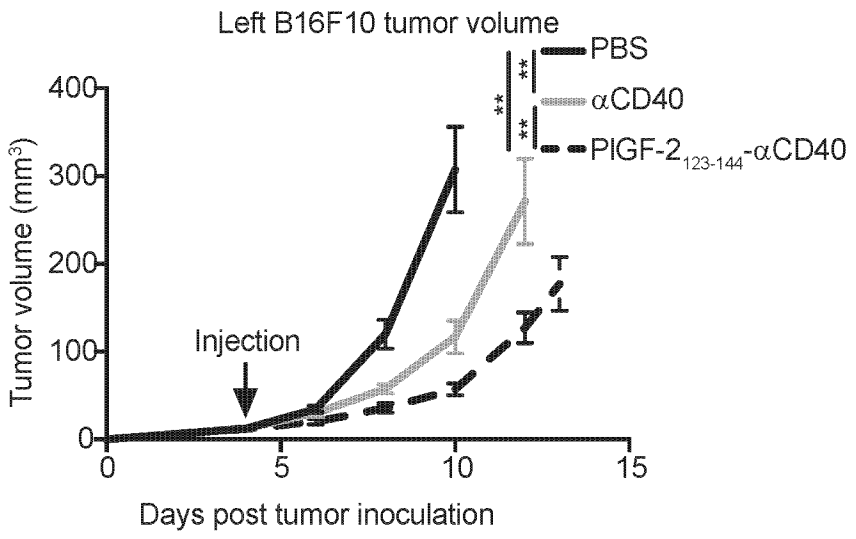 Left B16F10 tumor volume
PBS
αCD40
PlGF-2₁₂₃₋₁₄₄-αCD40
**
**
**
Tumor volume (mm³)
400
300
200
100
0
Injection
0
5
10
15
Days post tumor inoculation